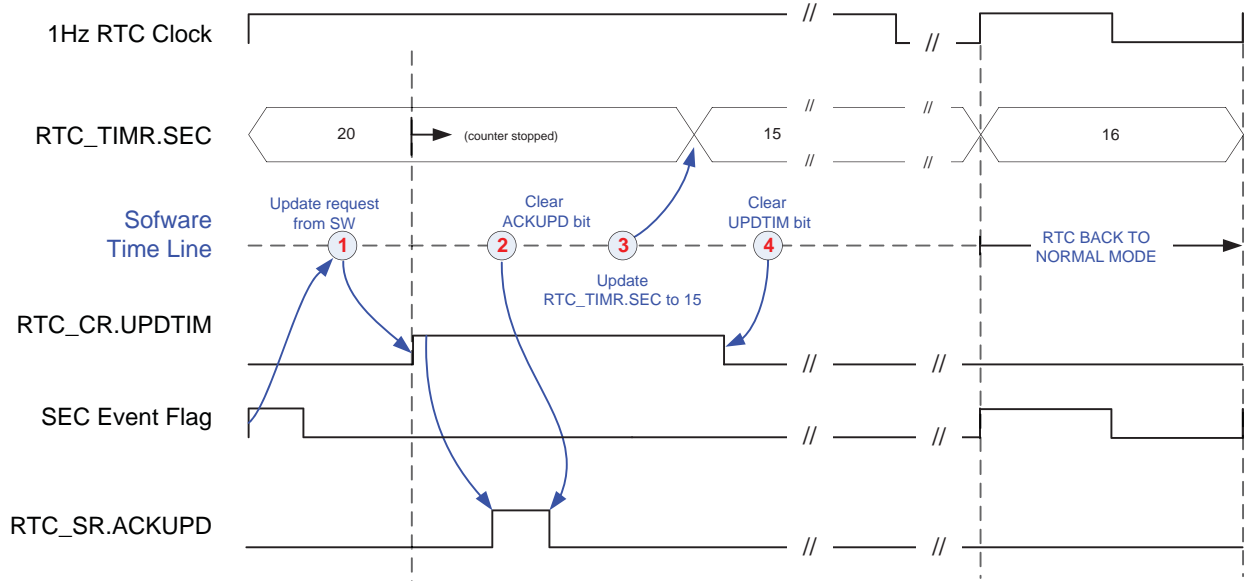 //
1Hz RTC Clock
//
//
//
RTC_TIMR.SEC
20
(counter stopped)
15
16
//
//
Sofware
Time Line
Update request
from SW
Clear
ACKUPD bit
Clear
UPDTIM bit
1
2
3
4
RTC BACK TO
NORMAL MODE
Update
RTC_TIMR.SEC to 15
RTC_CR.UPDTIM
//
//
SEC Event Flag
//
//
RTC_SR.ACKUPD
//
//